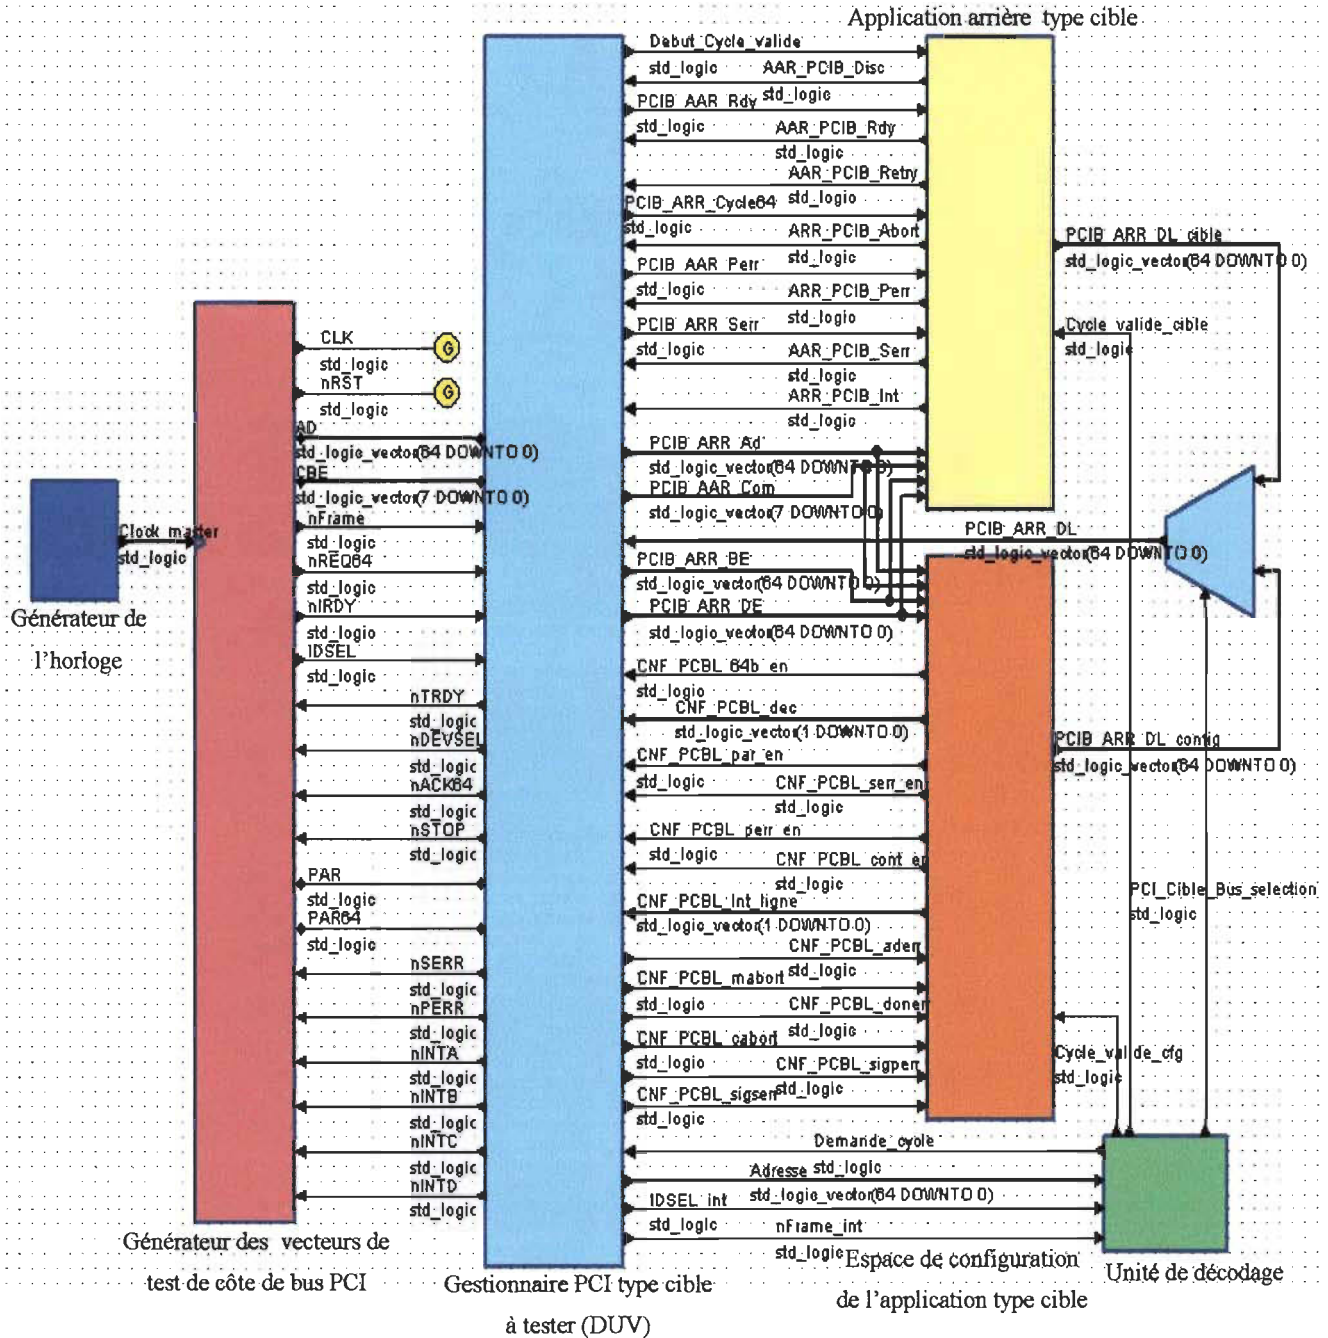 Application arrière type cible
Debut_Cycle_valide
std_logic
AAR_PCIB_Disc
std_logic
PCIB_AAR_Rdy
std_logic
AAR_PCIB_Rdy
std_logic
AAR_PCIB_Retry
std_logic
PCIB_ARR_Cycle64
std_logic
ARR_PCIB_Abort
std_logic
PCIB_AAR_Perr
std_logic
ARR_PCIB_Perr
std_logic
PCIB_ARR_Serr
std_logic
AAR_PCIB_Serr
std_logic
ARR_PCIB_Int
std_logic
PCIB_ARR_Ad
std_logic_vector(64 DOWNTO 0)
PCIB_AAR_Com
std_logic_vector(7 DOWNTO 0)
PCIB_ARR_DL
std_logic_vector(64 DOWNTO 0)
PCIB_ARR_BE
std_logic_vector(64 DOWNTO 0)
PCIB_ARR_DE
std_logic_vector(64 DOWNTO 0)
CNF_PCBL_64b_en
std_logic
CNF_PCBL_dec
std_logic_vector(1 DOWNTO 0)
CNF_PCBL_par_en
std_logic
CNF_PCBL_serr_en
std_logic
CNF_PCBL_perr_en
std_logic
CNF_PCBL_cont_en
std_logic
CNF_PCBL_Int_ligne
std_logic_vector(1 DOWNTO 0)
CNF_PCBL_aderr
std_logic
CNF_PCBL_mabort
std_logic
CNF_PCBL_donerr
std_logic
CNF_PCBL_cabort
std_logic
CNF_PCBL_sigperr
std_logic
CNF_PCBL_sigserr
std_logic
Demande_cycle
std_logic
Adresse
std_logic_vector(64 DOWNTO 0)
IDSEL_int
std_logic
nFrame_int
std_logic
PCIB_ARR_DL_cible
std_logic_vector(64 DOWNTO 0)
Cycle_valide_cible
std_logic
PCIB_ARR_DL_config
std_logic_vector(64 DOWNTO 0)
PCI_Cible_Bus_selection
std_logic
Cycle_valide_cfg
std_logic
CLK
std_logic
G
nRST
std_logic
G
AD
std_logic_vector(64 DOWNTO 0)
CBE
std_logic_vector(7 DOWNTO 0)
nFrame
std_logic
nREQ64
std_logic
nIRDY
std_logic
IDSEL
std_logic
nTRDY
std_logic
nDEVSEL
std_logic
nACK64
std_logic
nSTOP
std_logic
PAR
std_logic
PAR64
std_logic
nSERR
std_logic
nPERR
std_logic
nINTA
std_logic
nINTB
std_logic
nINTC
std_logic
nINTD
std_logic
Clock_master
std_logic
Générateur de
l'horloge
Générateur des vecteurs de
test de côte de bus PCI
Gestionnaire PCI type cible
à tester (DUV)
Espace de configuration
de l'application type cible
Unité de décodage